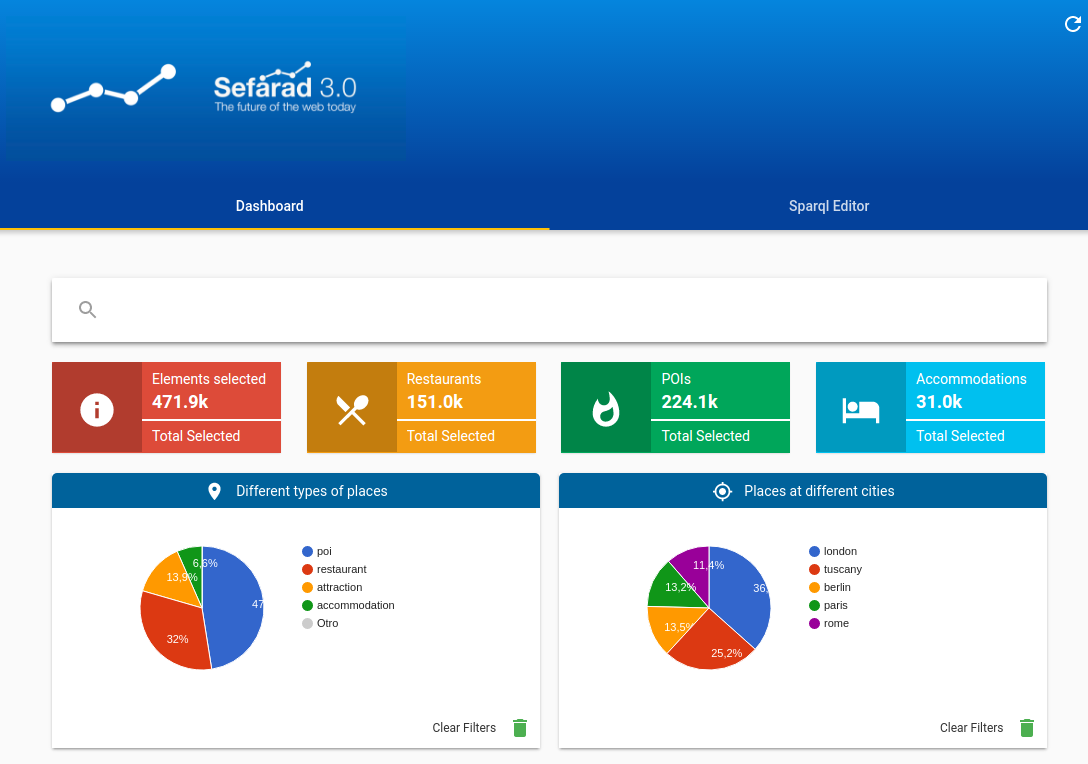 Sefarad 3.0
The future of the web today
Dashboard
Sparql Editor
Elements selected
471.9k
Total Selected
Restaurants
151.0k
Total Selected
POIs
224.1k
Total Selected
Accommodations
31.0k
Total Selected
Different types of places
6,6%
13,9%
47
32%
poi
restaurant
attraction
accommodation
Otro
Clear Filters
Places at different cities
11,4%
13,2%
36,
13,5%
25,2%
london
tuscany
berlin
paris
rome
Clear Filters